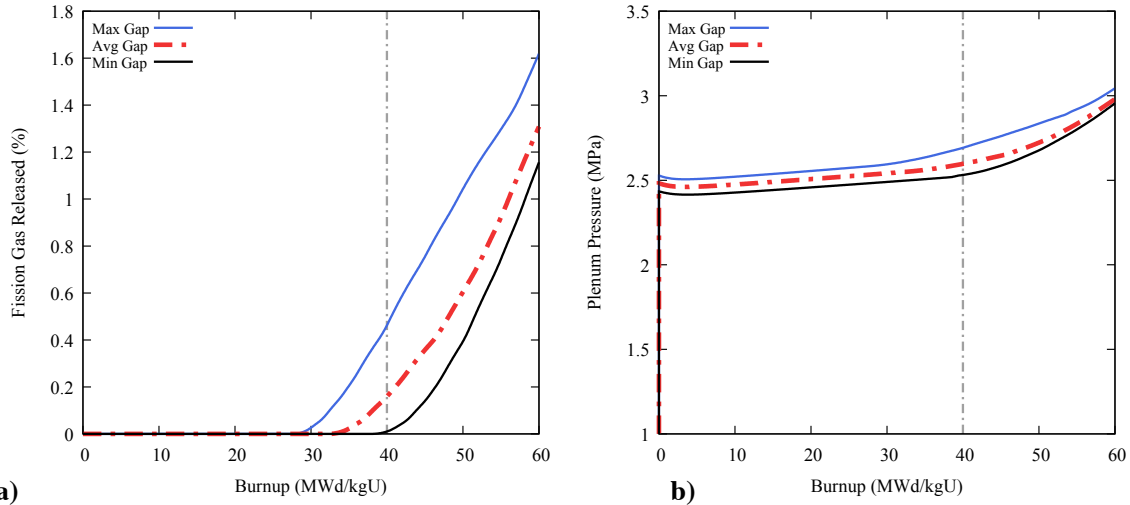 Max Gap
Avg Gap
Min Gap
1.8
1.6
1.4
1.2
1
0.8
0.6
0.4
0.2
0
Fission Gas Released (%)
0 10 20 30 40 50 60
Burnup (MWd/kgU)
a)
Max Gap
Avg Gap
Min Gap
3.5
3
2.5
2
1.5
1
Plenum Pressure (MPa)
0 10 20 30 40 50 60
Burnup (MWd/kgU)
b)